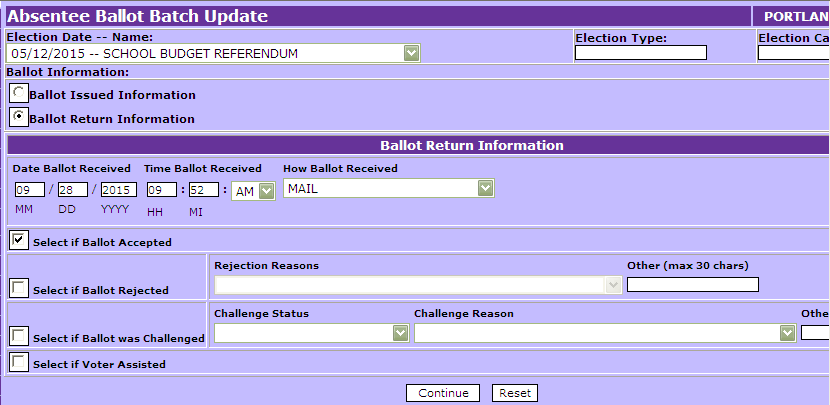 Absentee Ballot Batch Update PORTLAN
Election Date -- Name: Election Type: Election Ca
05/12/2015 -- SCHOOL BUDGET REFERENDUM
Ballot Information:
Ballot Issued Information
Ballot Return Information
Ballot Return Information
Date Ballot Received Time Ballot Received How Ballot Received
09 / 28 / 2015 09 : 52 : AM MAIL
MM DD YYYY HH MI
Select if Ballot Accepted
Rejection Reasons Other (max 30 chars)
Select if Ballot Rejected
Challenge Status Challenge Reason Othe
Select if Ballot was Challenged
Select if Voter Assisted
Continue Reset